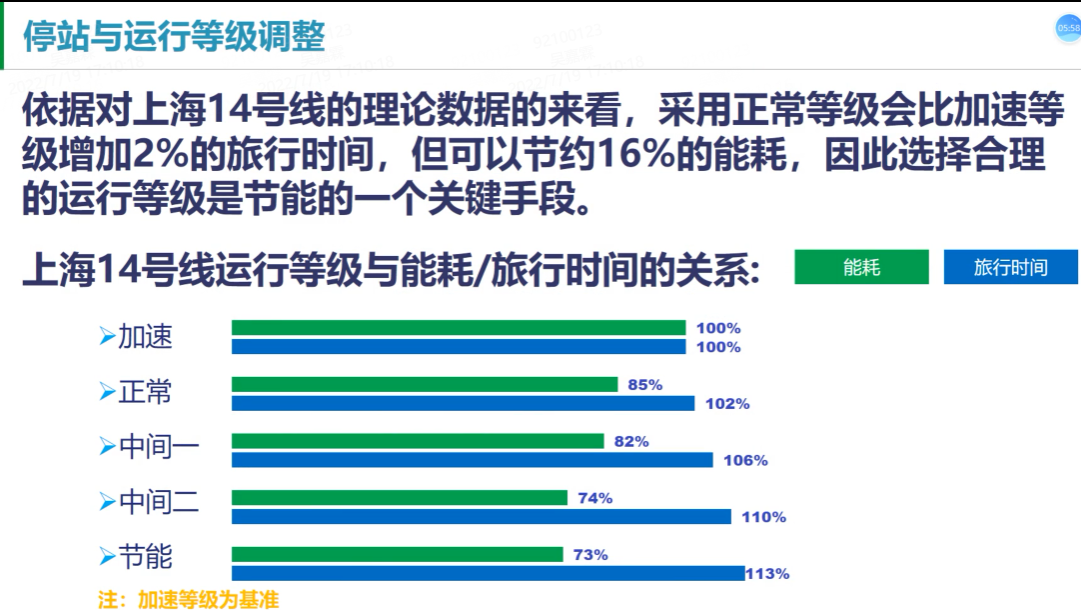 停站与运行等级调整
05:58
依据对上海14号线的理论数据的来看，采用正常等级会比加速等
级增加2%的旅行时间，但可以节约16%的能耗，因此选择合理
的运行等级是节能的一个关键手段。
上海14号线运行等级与能耗/旅行时间的关系:
能耗
旅行时间
加速
100%
100%
正常
85%
102%
中间一
82%
106%
中间二
74%
110%
节能
73%
113%
注：加速等级为基准